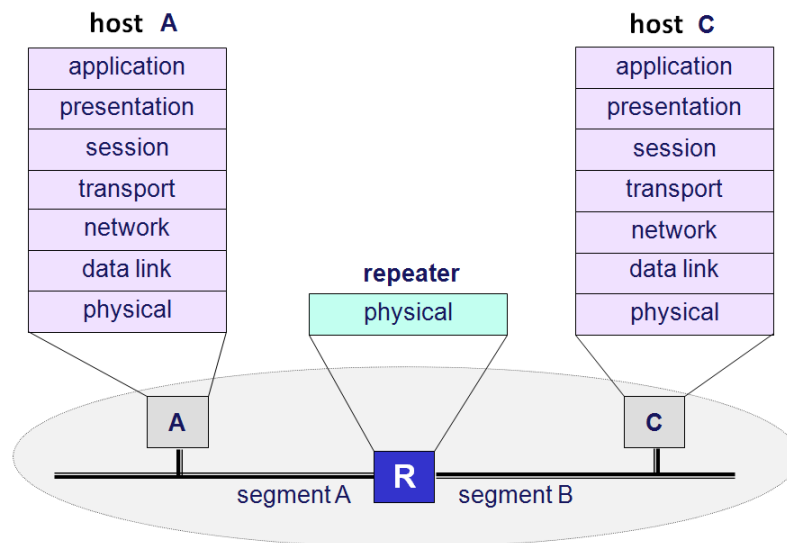 host A
application
presentation
session
transport
network
data link
physical
host C
application
presentation
session
transport
network
data link
physical
repeater
physical
A
C
R
segment A
segment B